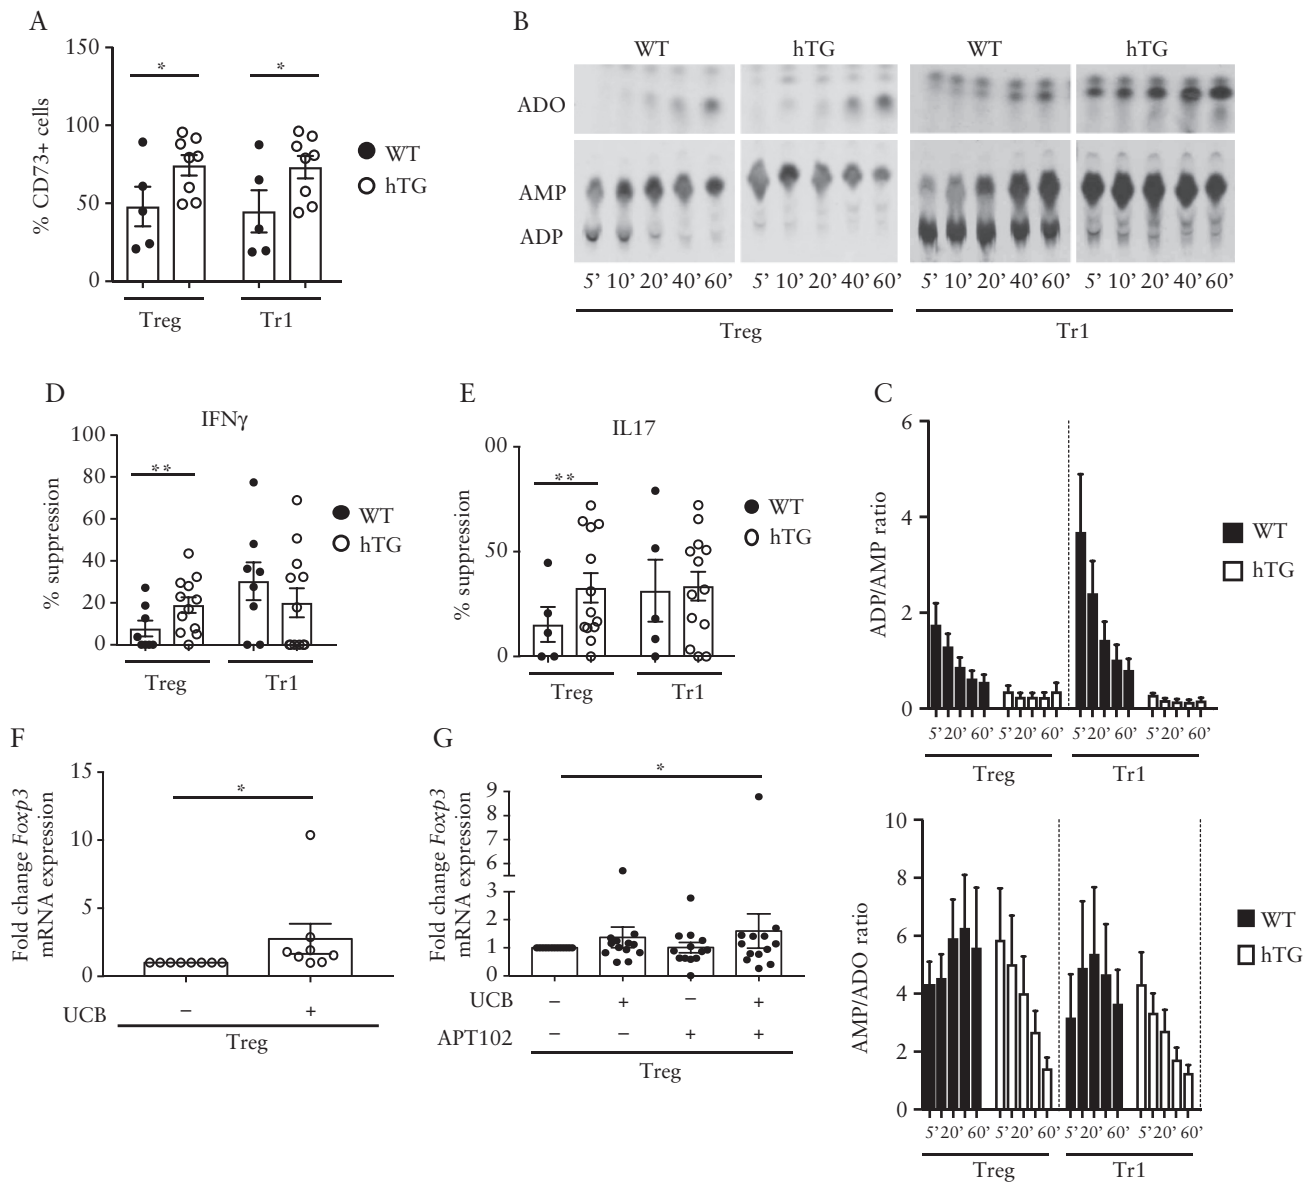 A
150
100
50
0
% CD73+ cells
*
*
WT
hTG
Treg
Tr1
B
WT
hTG
WT
hTG
ADO
AMP
ADP
5’ 10’ 20’ 40’ 60’
5’ 10’ 20’ 40’ 60’
5’ 10’ 20’ 40’ 60’
5’ 10’ 20’ 40’ 60’
Treg
Tr1
D
IFNγ
100
80
60
40
20
0
% suppression
**
WT
hTG
Treg
Tr1
E
IL17
00
50
0
% suppression
**
WT
hTG
Treg
Tr1
C
6
4
2
0
ADP/AMP ratio
WT
hTG
5’ 20’ 60’
5’ 20’ 60’
5’ 20’ 60’
5’ 20’ 60’
Treg
Tr1
10
8
6
4
2
0
AMP/ADO ratio
WT
hTG
5’ 20’ 60’
5’ 20’ 60’
5’ 20’ 60’
5’ 20’ 60’
Treg
Tr1
F
15
10
5
0
Fold change Foxp3
mRNA expression
*
UCB
–
+
Treg
G
9
8
7
6
3
2
1
0
Fold change Foxp3
mRNA expression
*
UCB
–
+
–
+
APT102
–
–
+
+
Treg